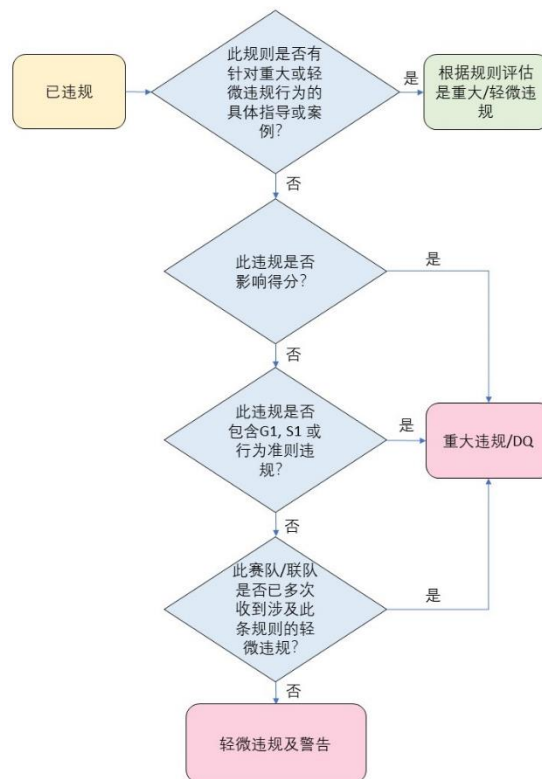 已违规
此规则是否有
针对重大或轻
微违规行为的
具体指导或案
例？
是
根据规则评估
是重大/轻微违
规
否
此违规是否
影响得分？
是
否
此违规是否
包含G1, S1 或
行为准则违
规？
是
重大违规/DQ
否
此赛队/联队
是否已多次
收到涉及此
条规则的轻
微违规？
是
否
轻微违规及警告